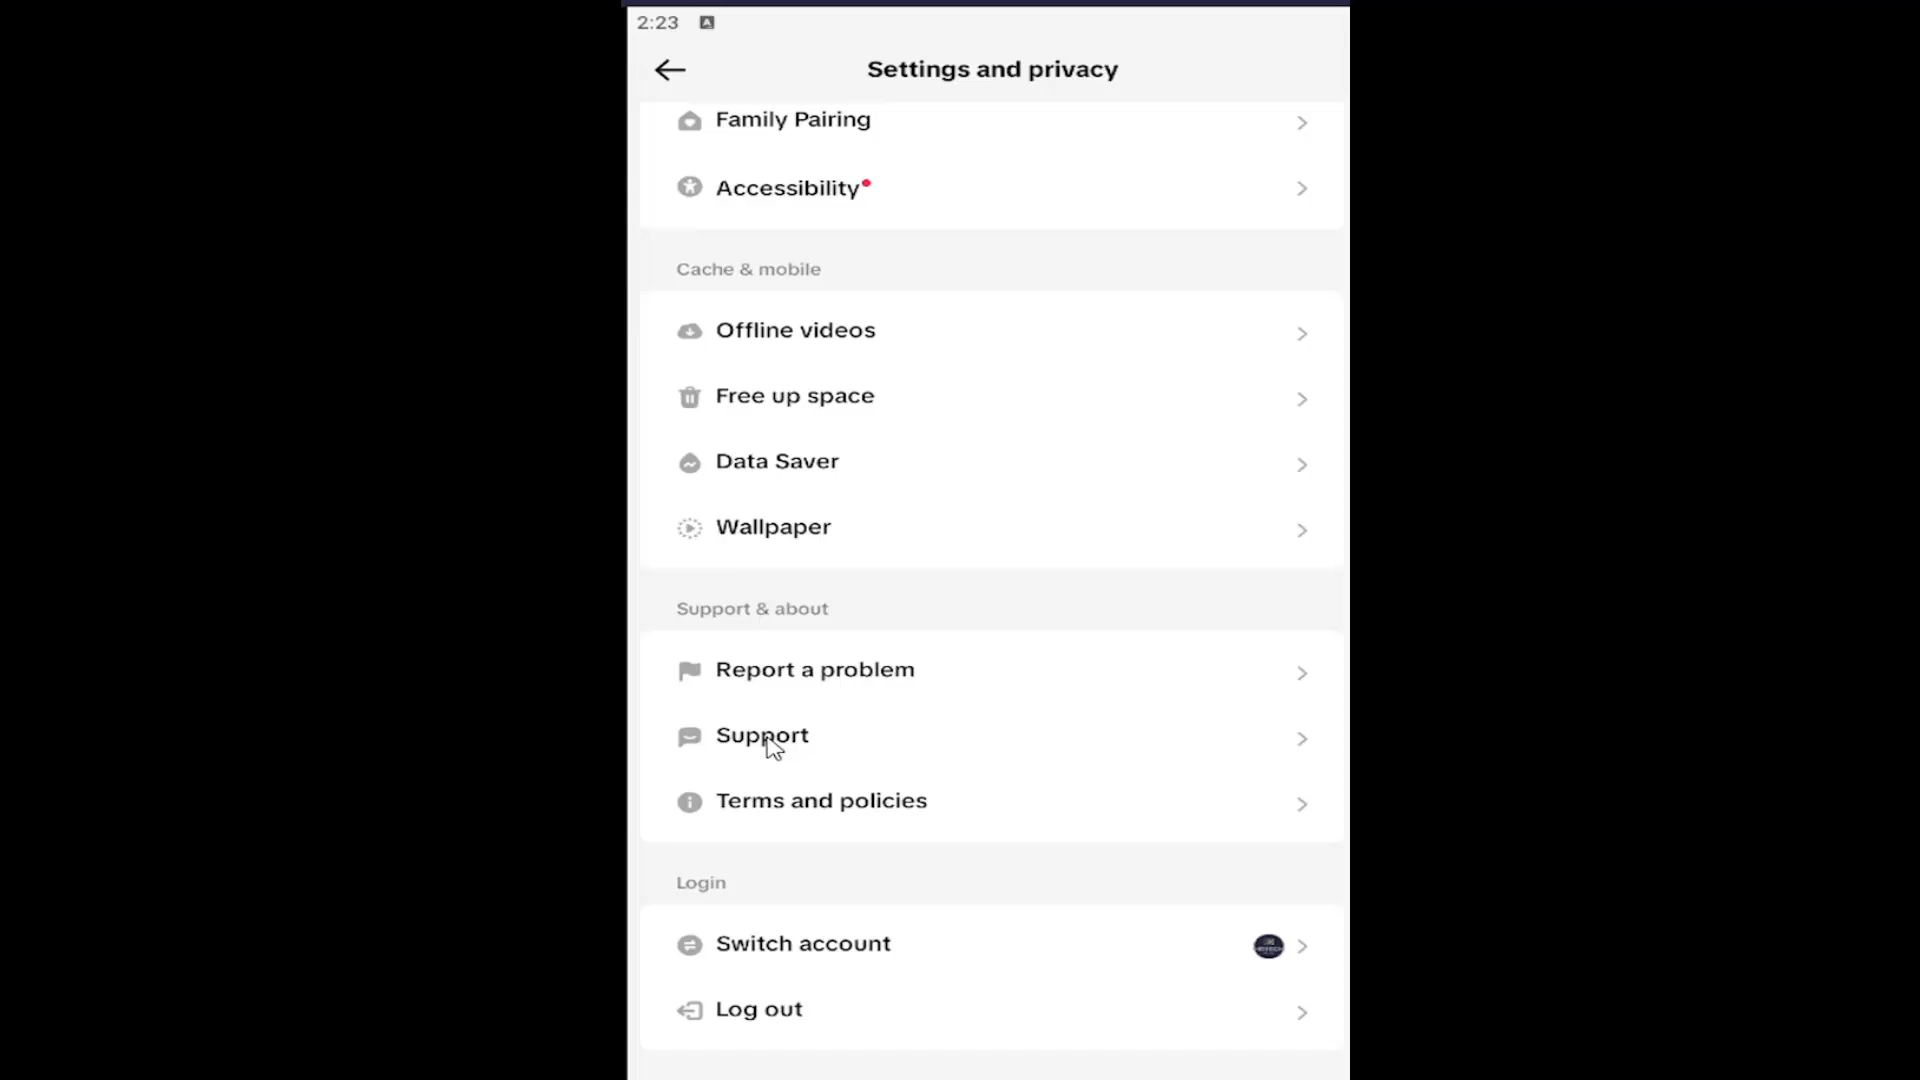 2:23
Settings and privacy
Family Pairing
Accessibility
Cache & mobile
Offline videos
Free up space
Data Saver
Wallpaper
Support & about
Report a problem
Support
Terms and policies
Login
Switch account
Log out